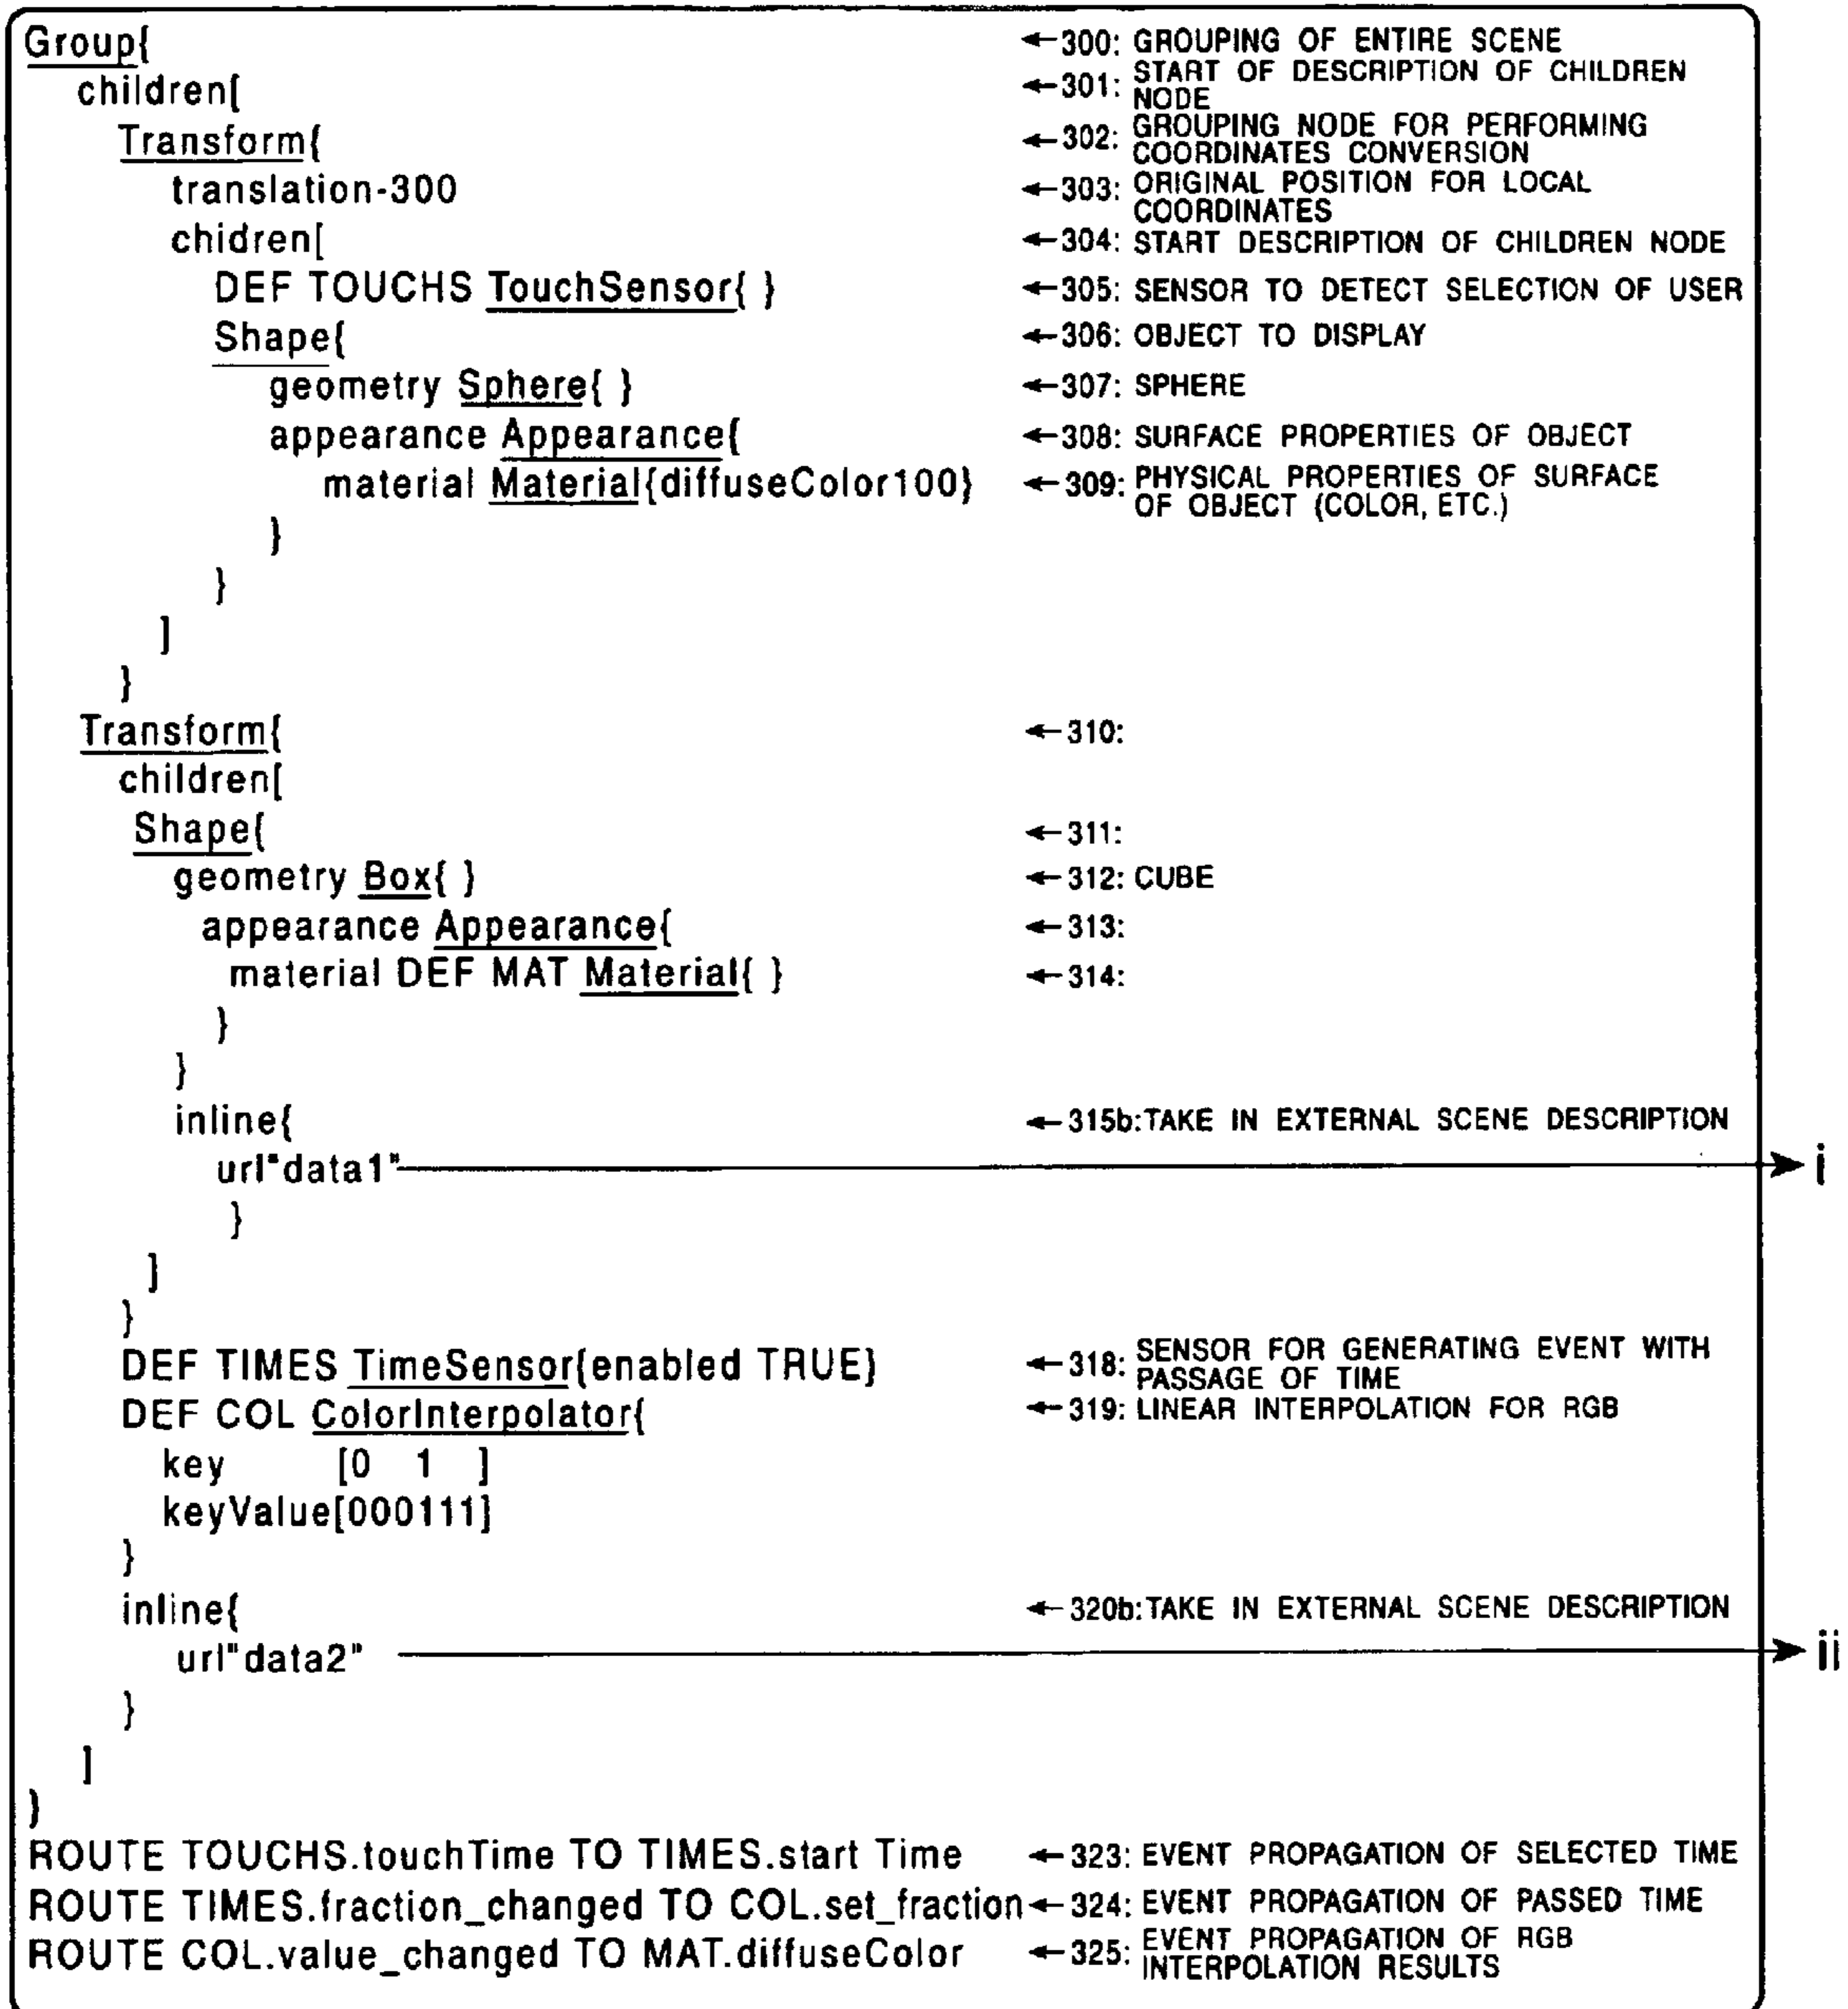 Group{ ←300: GROUPING OF ENTIRE SCENE
children[ ←301: START OF DESCRIPTION OF CHILDREN
NODE
Transform{ ←302: GROUPING NODE FOR PERFORMING
COORDINATES CONVERSION
translation-300 ←303: ORIGINAL POSITION FOR LOCAL
COORDINATES
chidren[ ←304: START DESCRIPTION OF CHILDREN NODE
DEF TOUCHS TouchSensor{ } ←305: SENSOR TO DETECT SELECTION OF USER
Shape{ ←306: OBJECT TO DISPLAY
geometry Sphere{ } ←307: SPHERE
appearance Appearance{ ←308: SURFACE PROPERTIES OF OBJECT
material Material{diffuseColor100} ←309: PHYSICAL PROPERTIES OF SURFACE
OF OBJECT (COLOR, ETC.)
}
}
]
}
Transform{ ←310:
children[
Shape{ ←311:
geometry Box{ } ←312: CUBE
appearance Appearance{ ←313:
material DEF MAT Material{ } ←314:
}
}
inline{ ←315b:TAKE IN EXTERNAL SCENE DESCRIPTION
url"data1" i
}
]
}
DEF TIMES TimeSensor{enabled TRUE} ←318: SENSOR FOR GENERATING EVENT WITH
PASSAGE OF TIME
DEF COL ColorInterpolator{ ←319: LINEAR INTERPOLATION FOR RGB
key [0 1 ]
keyValue[000111]
}
inline{ ←320b:TAKE IN EXTERNAL SCENE DESCRIPTION
url"data2" ii
}
]
}
ROUTE TOUCHS.touchTime TO TIMES.start Time ←323: EVENT PROPAGATION OF SELECTED TIME
ROUTE TIMES.fraction_changed TO COL.set_fraction ←324: EVENT PROPAGATION OF PASSED TIME
ROUTE COL.value_changed TO MAT.diffuseColor ←325: EVENT PROPAGATION OF RGB
INTERPOLATION RESULTS